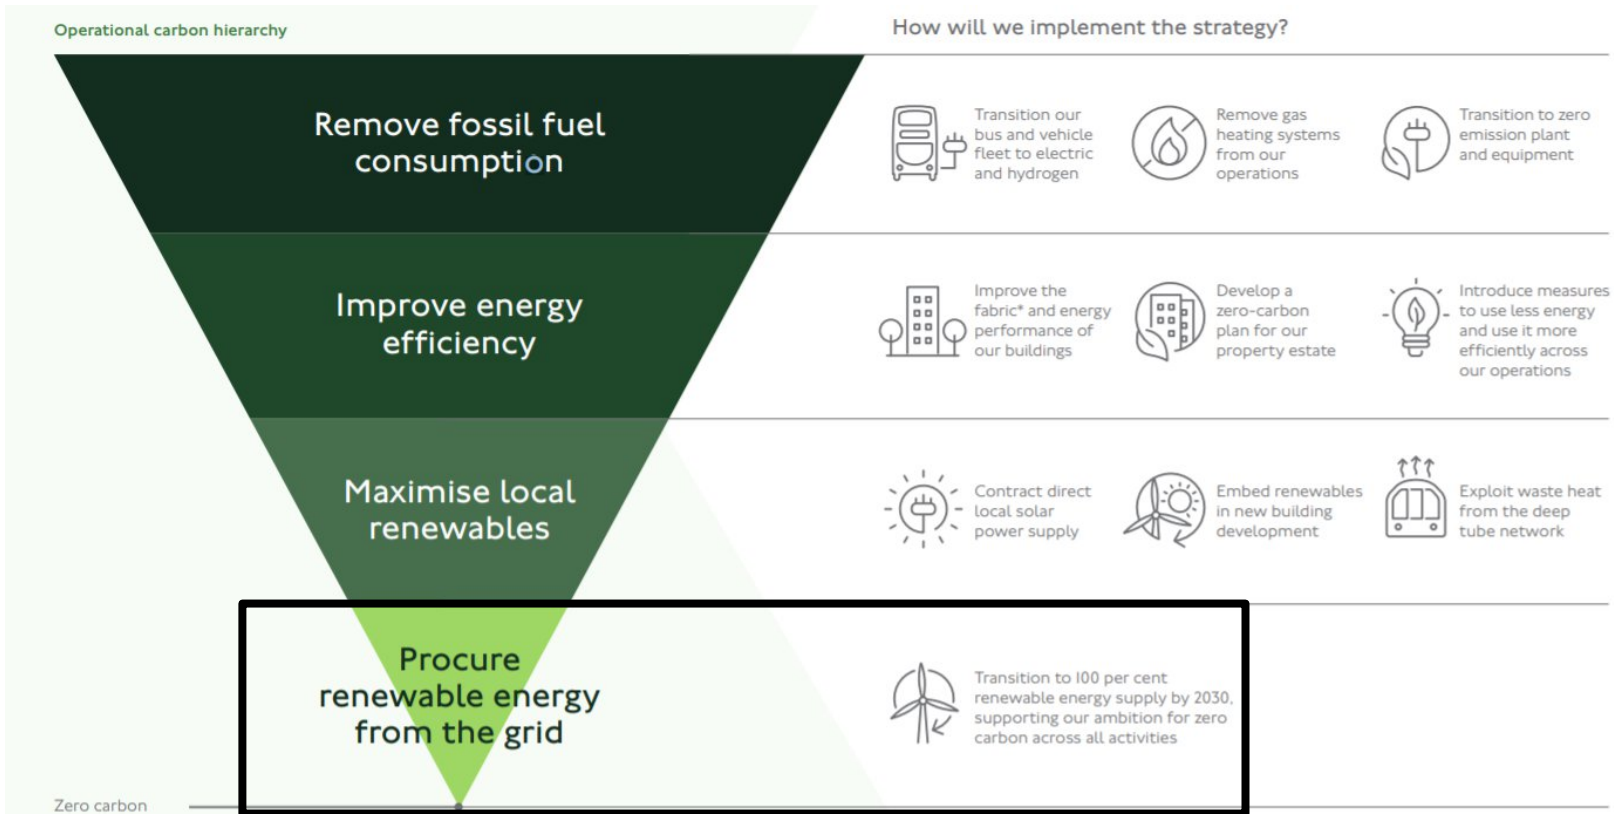 Operational carbon hierarchy
How will we implement the strategy?
Remove fossil fuel
consumption
Transition our
bus and vehicle
fleet to electric
and hydrogen
Remove gas
heating systems
from our
operations
Transition to zero
emission plant
and equipment
Improve energy
efficiency
Improve the
fabric* and energy
performance of
our buildings
Develop a
zero-carbon
plan for our
property estate
Introduce measures
to use less energy
and use it more
efficiently across
our operations
Maximise local
renewables
Contract direct
local solar
power supply
Embed renewables
in new building
development
Exploit waste heat
from the deep
tube network
Procure
renewable energy
from the grid
Transition to 100 per cent
renewable energy supply by 2030,
supporting our ambition for zero
carbon across all activities
Zero carbon